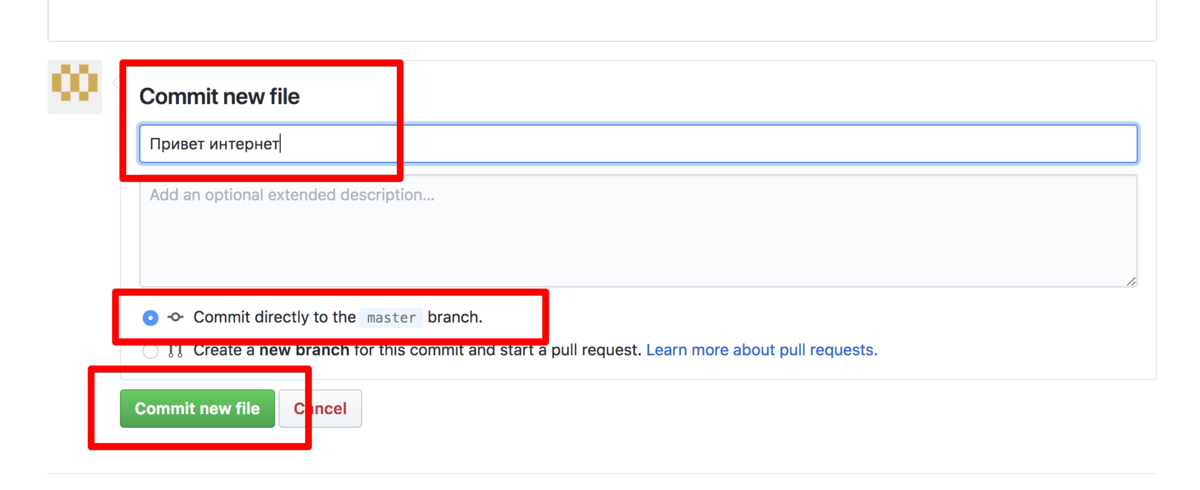 Commit new file
Привет интернет
Add an optional extended description...
Commit directly to the master branch.
Create a new branch for this commit and start a pull request. Learn more about pull requests.
Commit new file Cancel